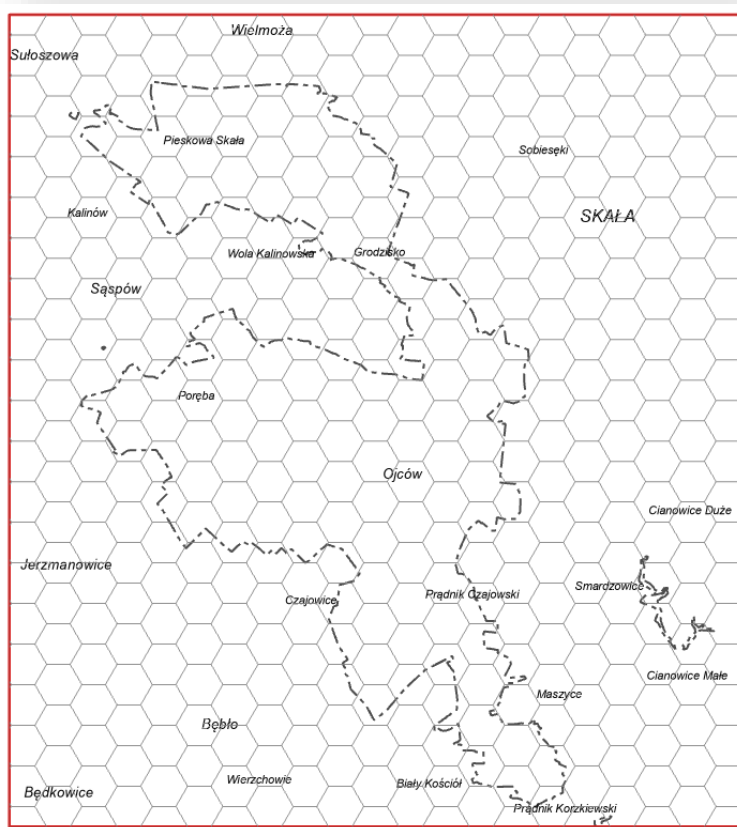 Wielmoża
Sułoszowa
Pieskowa Skała
Sobiesęki
Kalinów
SKAŁA
Wola Kalinowska
Grodzisko
Sąspów
Poręba
Ojców
Cianowice Duże
Jerzmanowice
Smardzowice
Czajowice
Prądnik Czajowski
Cianowice Małe
Maszyce
Bębło
Wierzchowie
Biały Kościół
Będkowice
Prądnik Korzkiewski